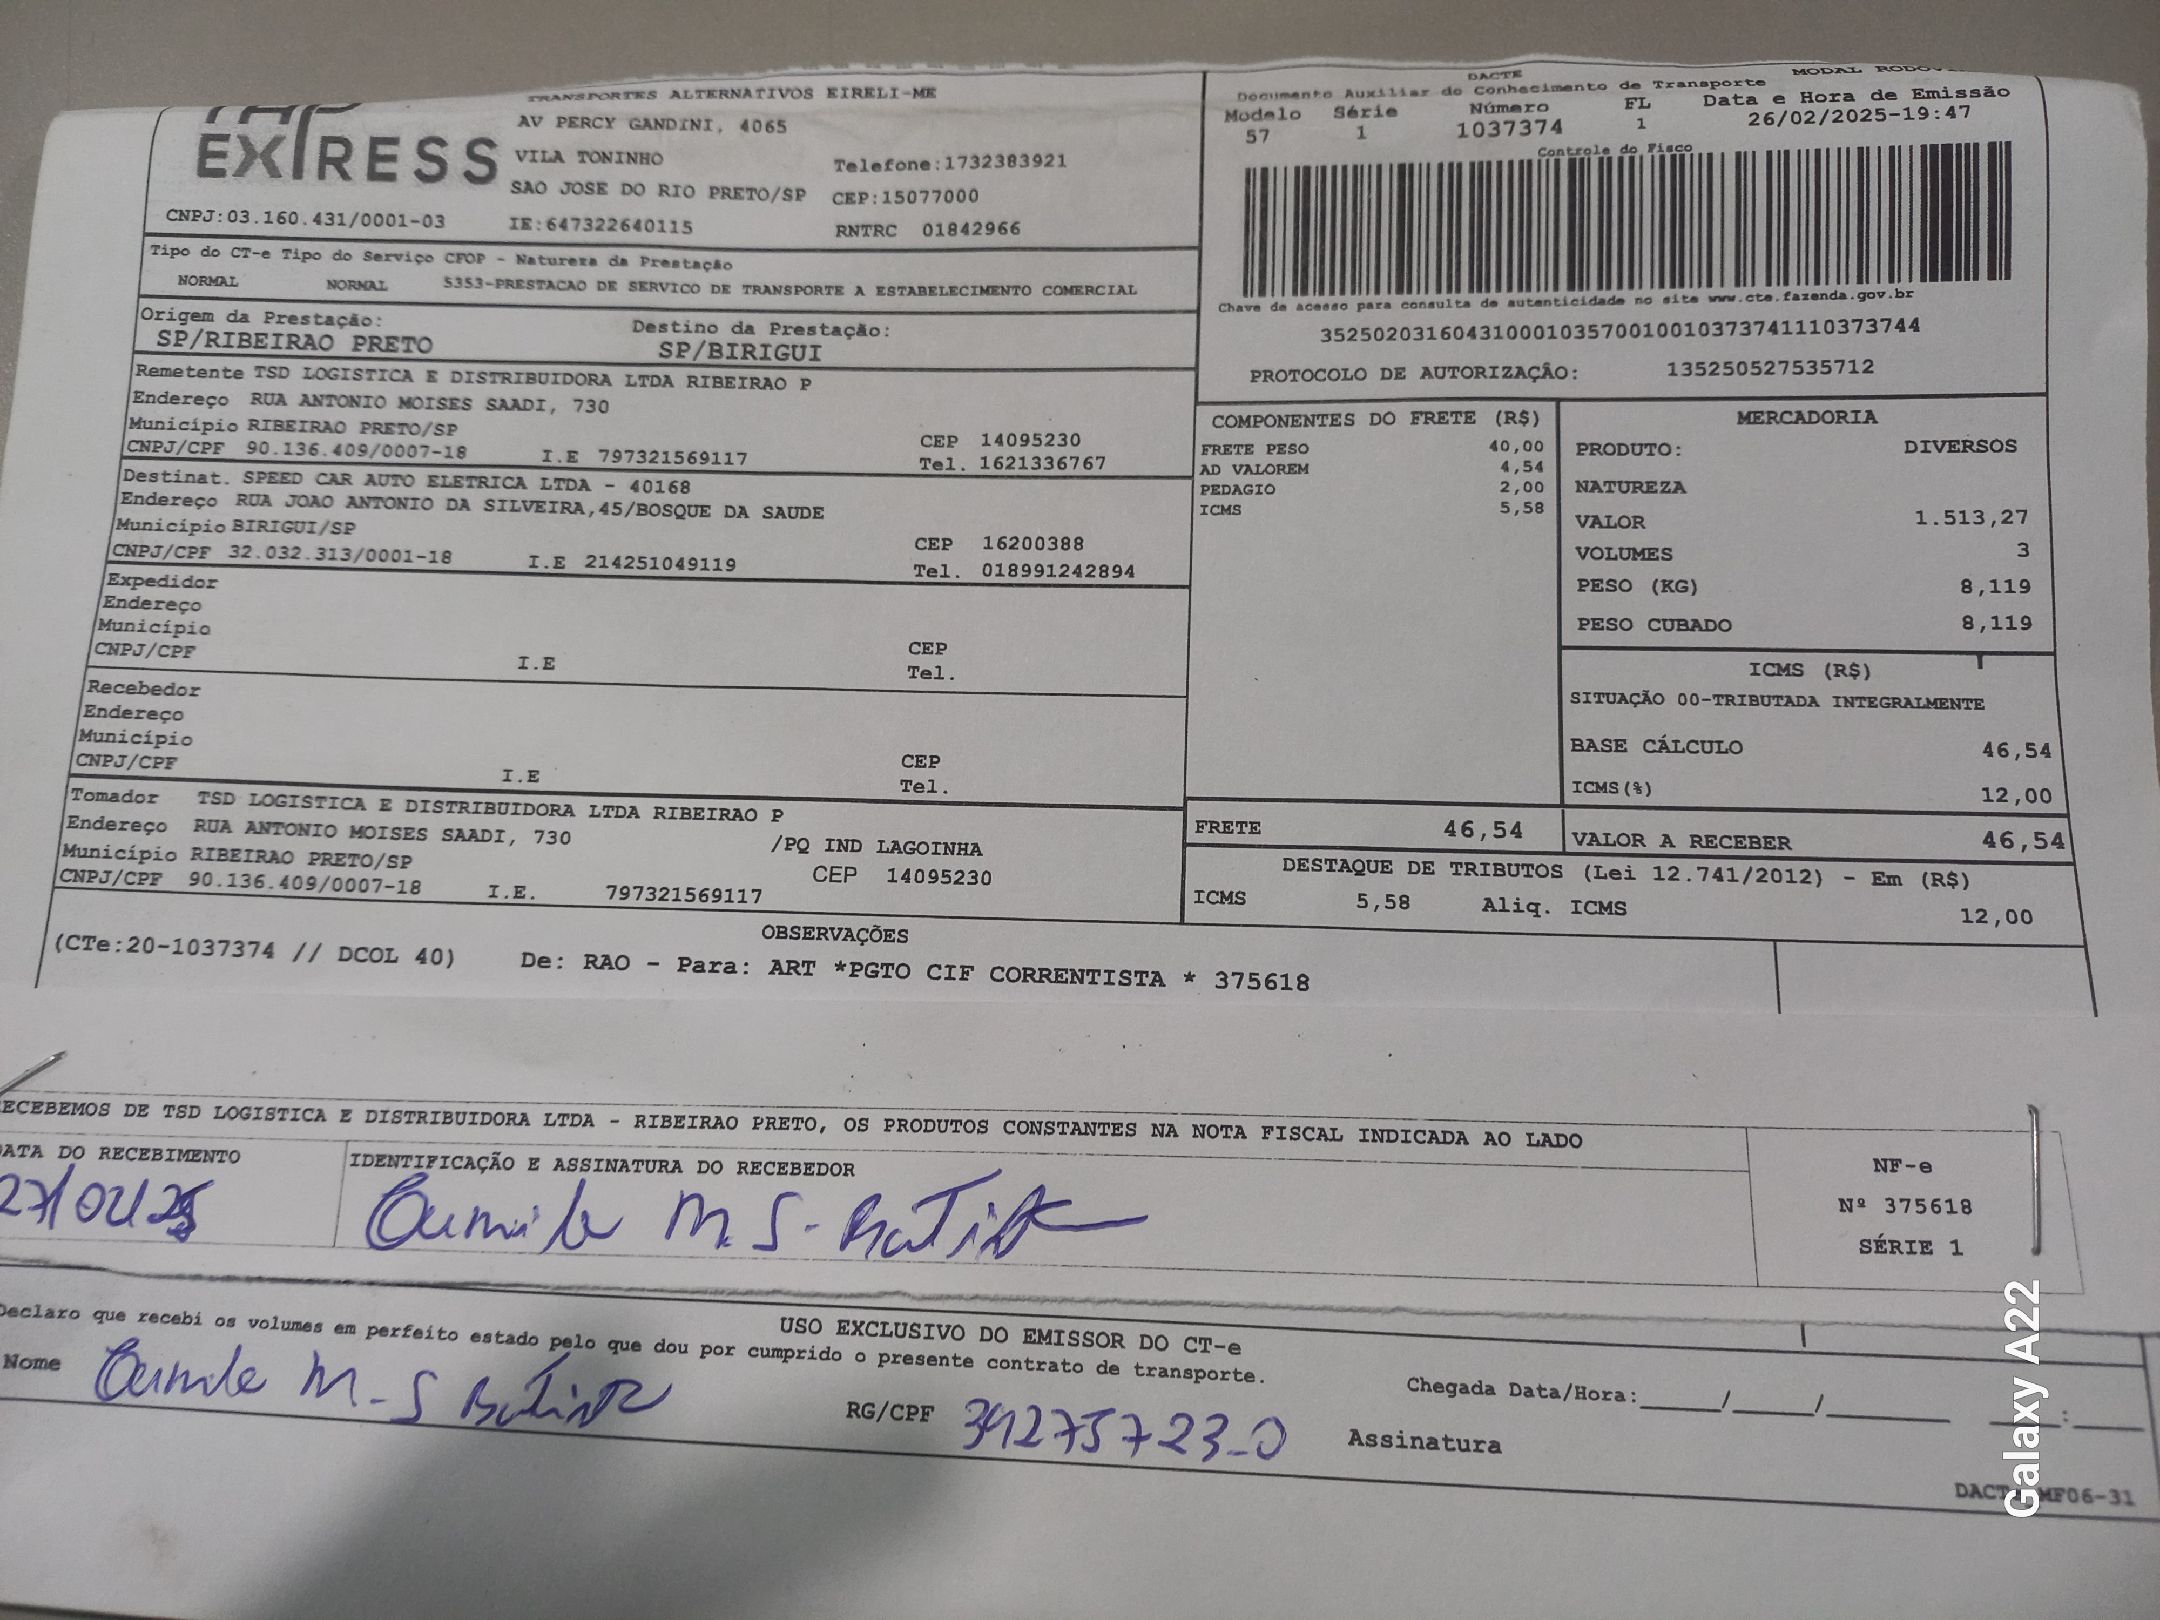 EXPRESS
TRANSPORTES ALTERNATIVOS EIRELI-ME
AV PERCY GANDINI, 4065
VILA TONINHO
Telefone:1732383921
SAO JOSE DO RIO PRETO/SP CEP:15077000
CNPJ:03.160.431/0001-03 IE:647322640115 RNTRC 01842966
DACTE
MODAL
Documento Auxiliar do Conhecimento de Transporte
Modelo Série Número FL Data e Hora de Emissão
57 1 1037374 1 26/02/2025-19:47
Controle do Fisco
Chave de acesso para consulta de autenticidade no site www.cte.fazenda.gov.br
35250203160431000103570010010373741110373744
PROTOCOLO DE AUTORIZAÇÃO: 135250527535712
Tipo do CT-e Tipo do Serviço CFOP - Natureza da Prestação
NORMAL NORMAL 5353-PRESTACAO DE SERVICO DE TRANSPORTE A ESTABELECIMENTO COMERCIAL
Origem da Prestação: Destino da Prestação:
SP/RIBEIRAO PRETO SP/BIRIGUI
Remetente TSD LOGISTICA E DISTRIBUIDORA LTDA RIBEIRAO P
Endereço RUA ANTONIO MOISES SAADI, 730
Município RIBEIRAO PRETO/SP CEP 14095230
CNPJ/CPF 90.136.409/0007-18 I.E 797321569117 Tel. 1621336767
Destinat. SPEED CAR AUTO ELETRICA LTDA - 40168
Endereço RUA JOAO ANTONIO DA SILVEIRA,45/BOSQUE DA SAUDE
Município BIRIGUI/SP CEP 16200388
CNPJ/CPF 32.032.313/0001-18 I.E 214251049119 Tel. 018991242894
Expedidor
Endereço
Município CEP
CNPJ/CPF I.E Tel.
Recebedor
Endereço
Município CEP
CNPJ/CPF I.E Tel.
Tomador TSD LOGISTICA E DISTRIBUIDORA LTDA RIBEIRAO P
Endereço RUA ANTONIO MOISES SAADI, 730 /PQ IND LAGOINHA
Município RIBEIRAO PRETO/SP CEP 14095230
CNPJ/CPF 90.136.409/0007-18 I.E. 797321569117
COMPONENTES DO FRETE (R$)
FRETE PESO 40,00
AD VALOREM 4,54
PEDAGIO 2,00
ICMS 5,58
MERCADORIA
PRODUTO: DIVERSOS
NATUREZA
VALOR 1.513,27
VOLUMES 3
PESO (KG) 8,119
PESO CUBADO 8,119
ICMS (R$)
SITUAÇÃO 00-TRIBUTADA INTEGRALMENTE
BASE CÁLCULO 46,54
ICMS(%) 12,00
FRETE 46,54 VALOR A RECEBER 46,54
DESTAQUE DE TRIBUTOS (Lei 12.741/2012) - Em (R$)
ICMS 5,58 Aliq. ICMS 12,00
OBSERVAÇÕES
(CTe:20-1037374 // DCOL 40) De: RAO - Para: ART *PGTO CIF CORRENTISTA * 375618
ECEBEMOS DE TSD LOGISTICA E DISTRIBUIDORA LTDA - RIBEIRAO PRETO, OS PRODUTOS CONSTANTES NA NOTA FISCAL INDICADA AO LADO
DATA DO RECEBIMENTO IDENTIFICAÇÃO E ASSINATURA DO RECEBEDOR
27/02/25 Camila M. S. Batista
NF-e
Nº 375618
SÉRIE 1
USO EXCLUSIVO DO EMISSOR DO CT-e
Declaro que recebi os volumes em perfeito estado pelo que dou por cumprido o presente contrato de transporte.
Nome Camila M. S Batista RG/CPF 39275723-0
Chegada Data/Hora:____/____/______ ___:___
Assinatura
MF06-31
Galaxy A22